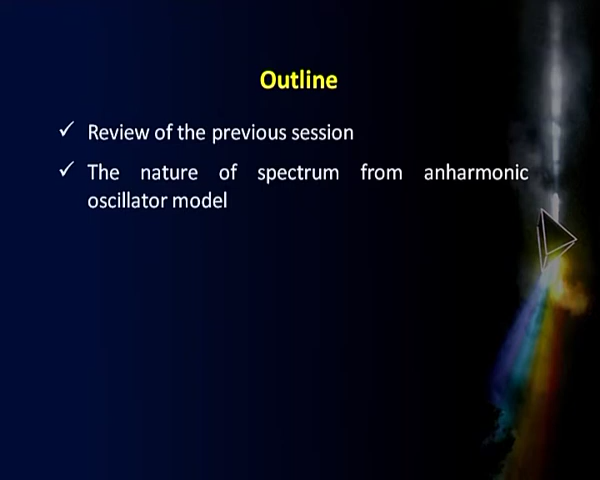 Outline
✓ Review of the previous session
✓ The nature of spectrum from anharmonic
oscillator model